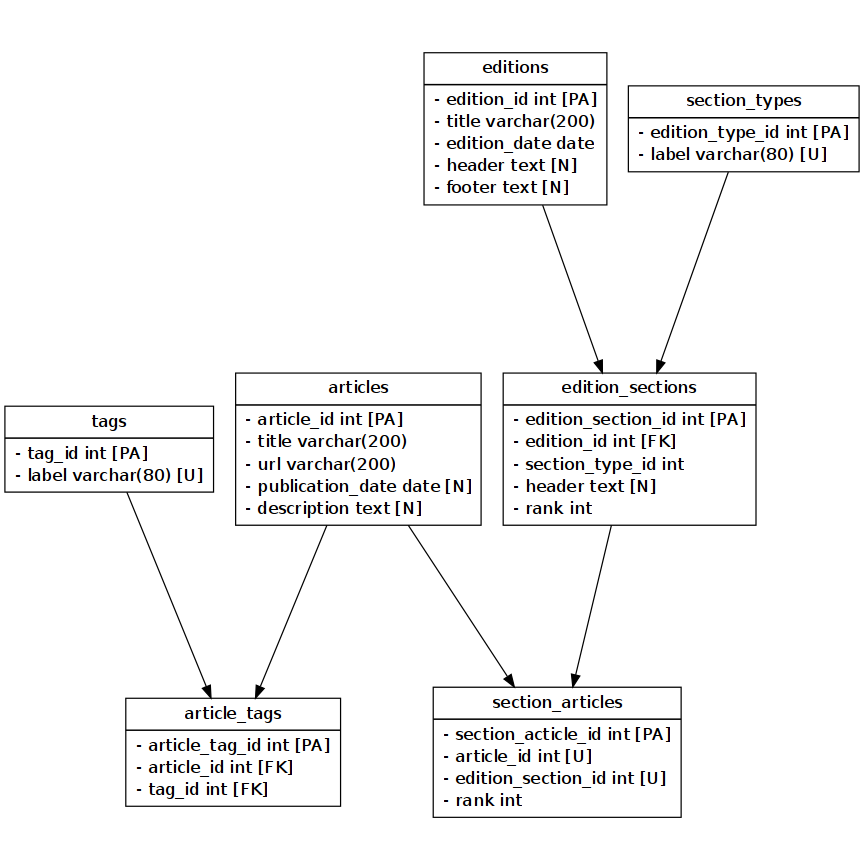 editions
- edition_id int [PA]
- title varchar(200)
- edition_date date
- header text [N]
- footer text [N]
section_types
- edition_type_id int [PA]
- label varchar(80) [U]
tags
- tag_id int [PA]
- label varchar(80) [U]
articles
- article_id int [PA]
- title varchar(200)
- url varchar(200)
- publication_date date [N]
- description text [N]
edition_sections
- edition_section_id int [PA]
- edition_id int [FK]
- section_type_id int
- header text [N]
- rank int
article_tags
- article_tag_id int [PA]
- article_id int [FK]
- tag_id int [FK]
section_articles
- section_acticle_id int [PA]
- article_id int [U]
- edition_section_id int [U]
- rank int